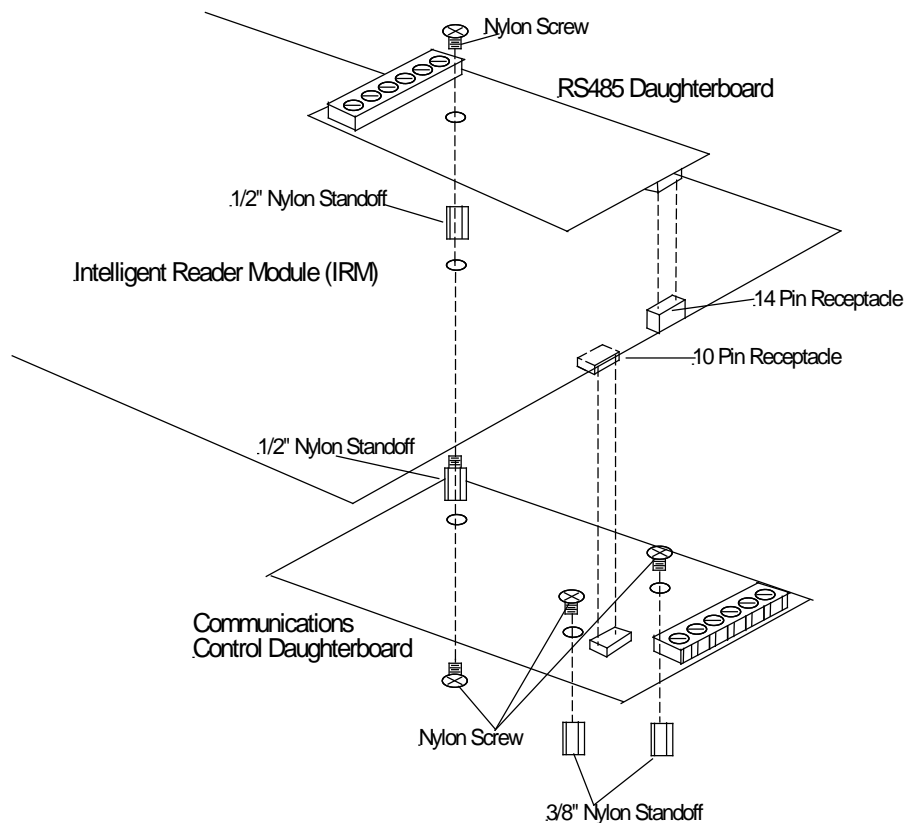 Nylon Screw
RS485 Daughterboard
1/2" Nylon Standoff
Intelligent Reader Module (IRM)
14 Pin Receptacle
10 Pin Receptacle
1/2" Nylon Standoff
Communications
Control Daughterboard
Nylon Screw
3/8" Nylon Standoff